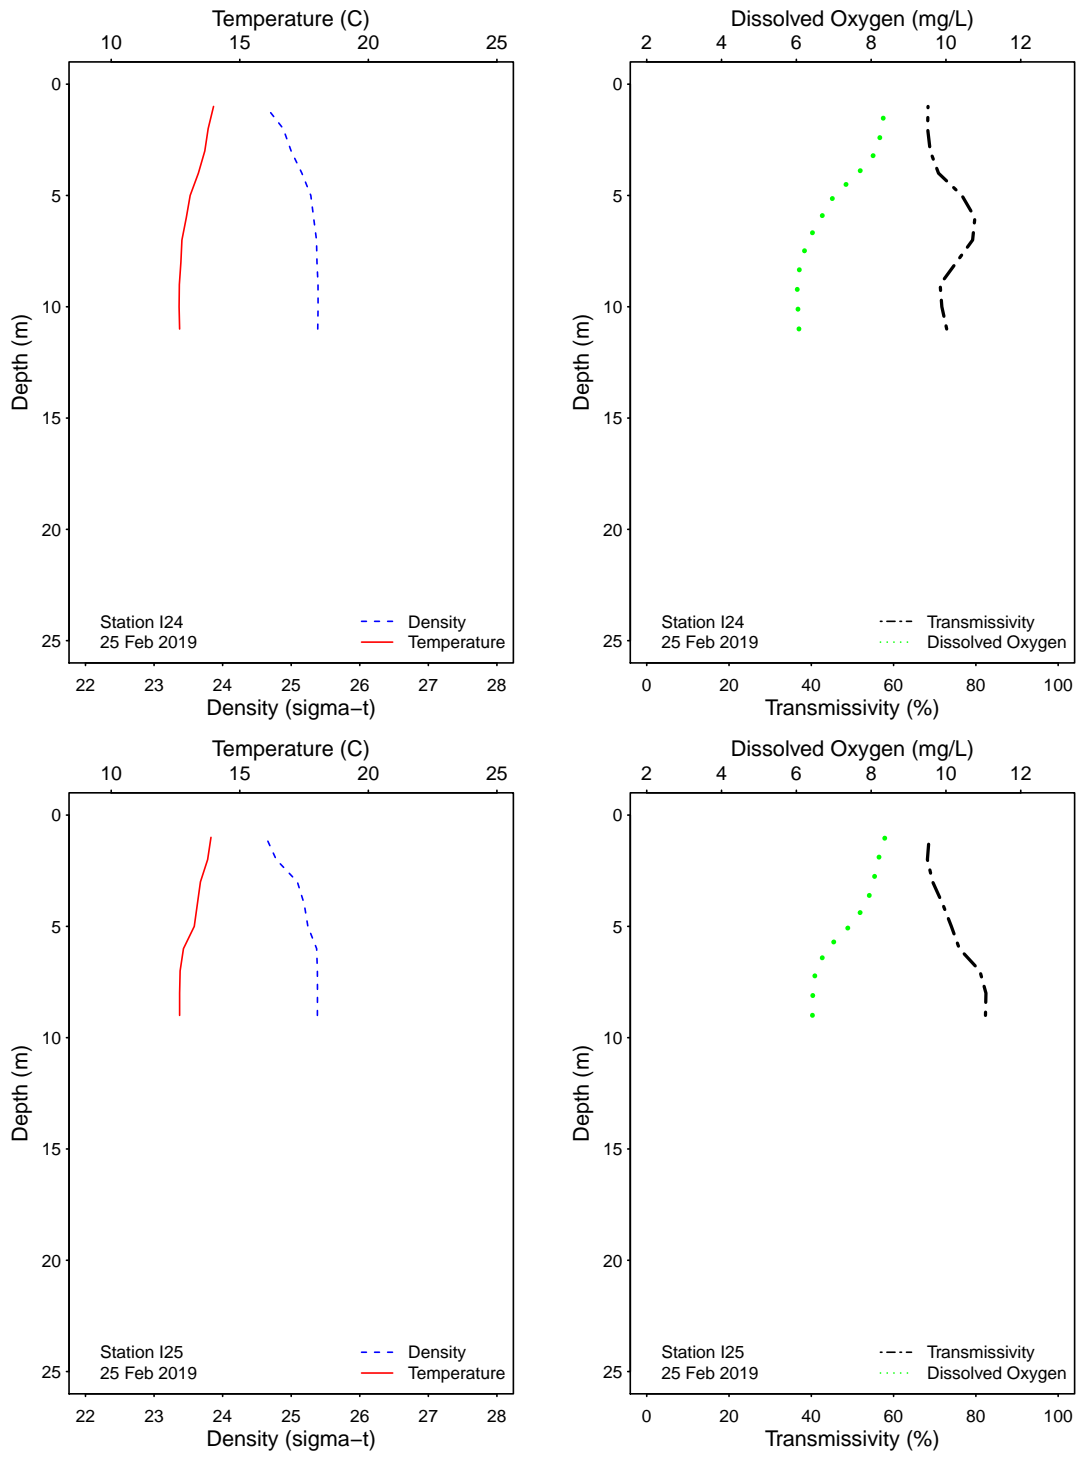 Temperature (C)
10 15 20 25
0
5
10
15
20
25
Depth (m)
Station I24
25 Feb 2019
Density
Temperature
22 23 24 25 26 27 28
Density (sigma−t)
Dissolved Oxygen (mg/L)
2 4 6 8 10 12
0
5
10
15
20
25
Depth (m)
Station I24
25 Feb 2019
Transmissivity
Dissolved Oxygen
0 20 40 60 80 100
Transmissivity (%)
Temperature (C)
10 15 20 25
0
5
10
15
20
25
Depth (m)
Station I25
25 Feb 2019
Density
Temperature
22 23 24 25 26 27 28
Density (sigma−t)
Dissolved Oxygen (mg/L)
2 4 6 8 10 12
0
5
10
15
20
25
Depth (m)
Station I25
25 Feb 2019
Transmissivity
Dissolved Oxygen
0 20 40 60 80 100
Transmissivity (%)